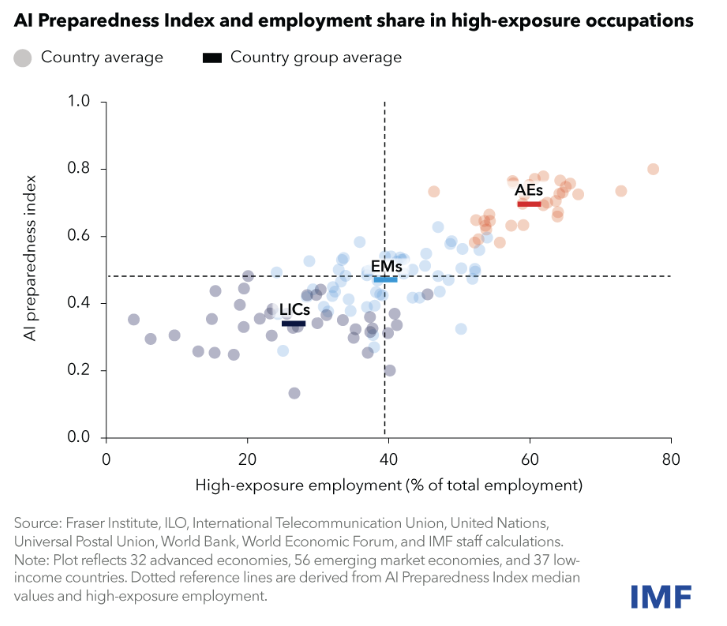 AI Preparedness Index and employment share in high-exposure occupations
Country average
Country group average
1.0
0.8
0.6
0.4
0.2
0.0
AI preparedness index
AEs
EMs
LICs
0
20
40
60
80
High-exposure employment (% of total employment)
Source: Fraser Institute, ILO, International Telecommunication Union, United Nations,
Universal Postal Union, World Bank, World Economic Forum, and IMF staff calculations.
Note: Plot reflects 32 advanced economies, 56 emerging market economies, and 37 low-
income countries. Dotted reference lines are derived from AI Preparedness Index median
values and high-exposure employment.
IMF